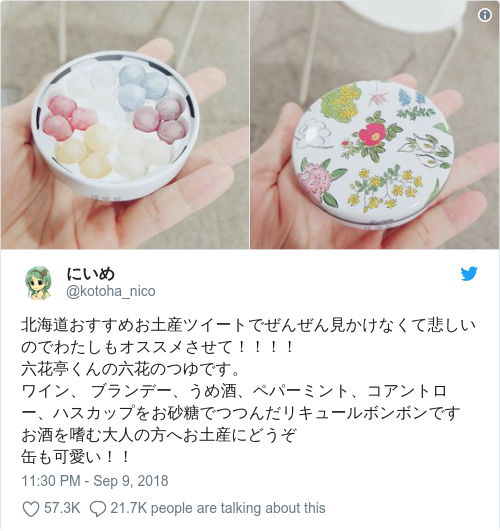 にいめ
@kotoha_nico
北海道おすすめお土産ツイートでぜんぜん見かけなくて悲しい
のでわたしもオススメさせて！！！！
六花亭くんの六花のつゆです。
ワイン、 ブランデー、うめ酒、ペパーミント、コアントロ
ー、ハスカップをお砂糖でつつんだリキュールボンボンです
お酒を嗜む大人の方へお土産にどうぞ
缶も可愛い！！
11:30 PM - Sep 9, 2018
57.3K 21.7K people are talking about this